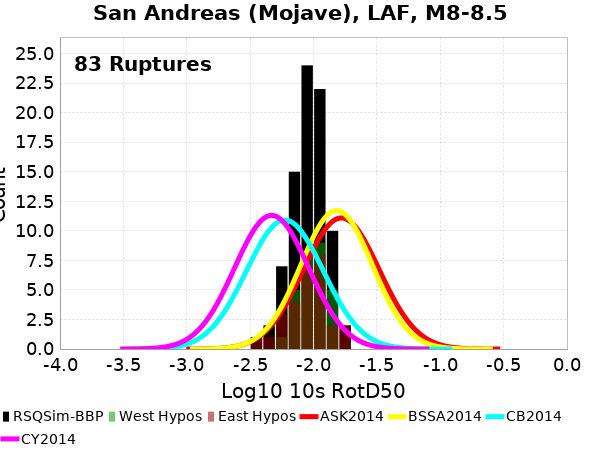 San Andreas (Mojave), LAF, M8-8.5
83 Ruptures
25.0
22.5
20.0
17.5
15.0
12.5
10.0
7.5
5.0
2.5
0.0
Count
-4.0 -3.5 -3.0 -2.5 -2.0 -1.5 -1.0 -0.5 0.0
Log10 10s RotD50
RSQSim-BBP West Hypos East Hypos ASK2014 BSSA2014 CB2014
CY2014